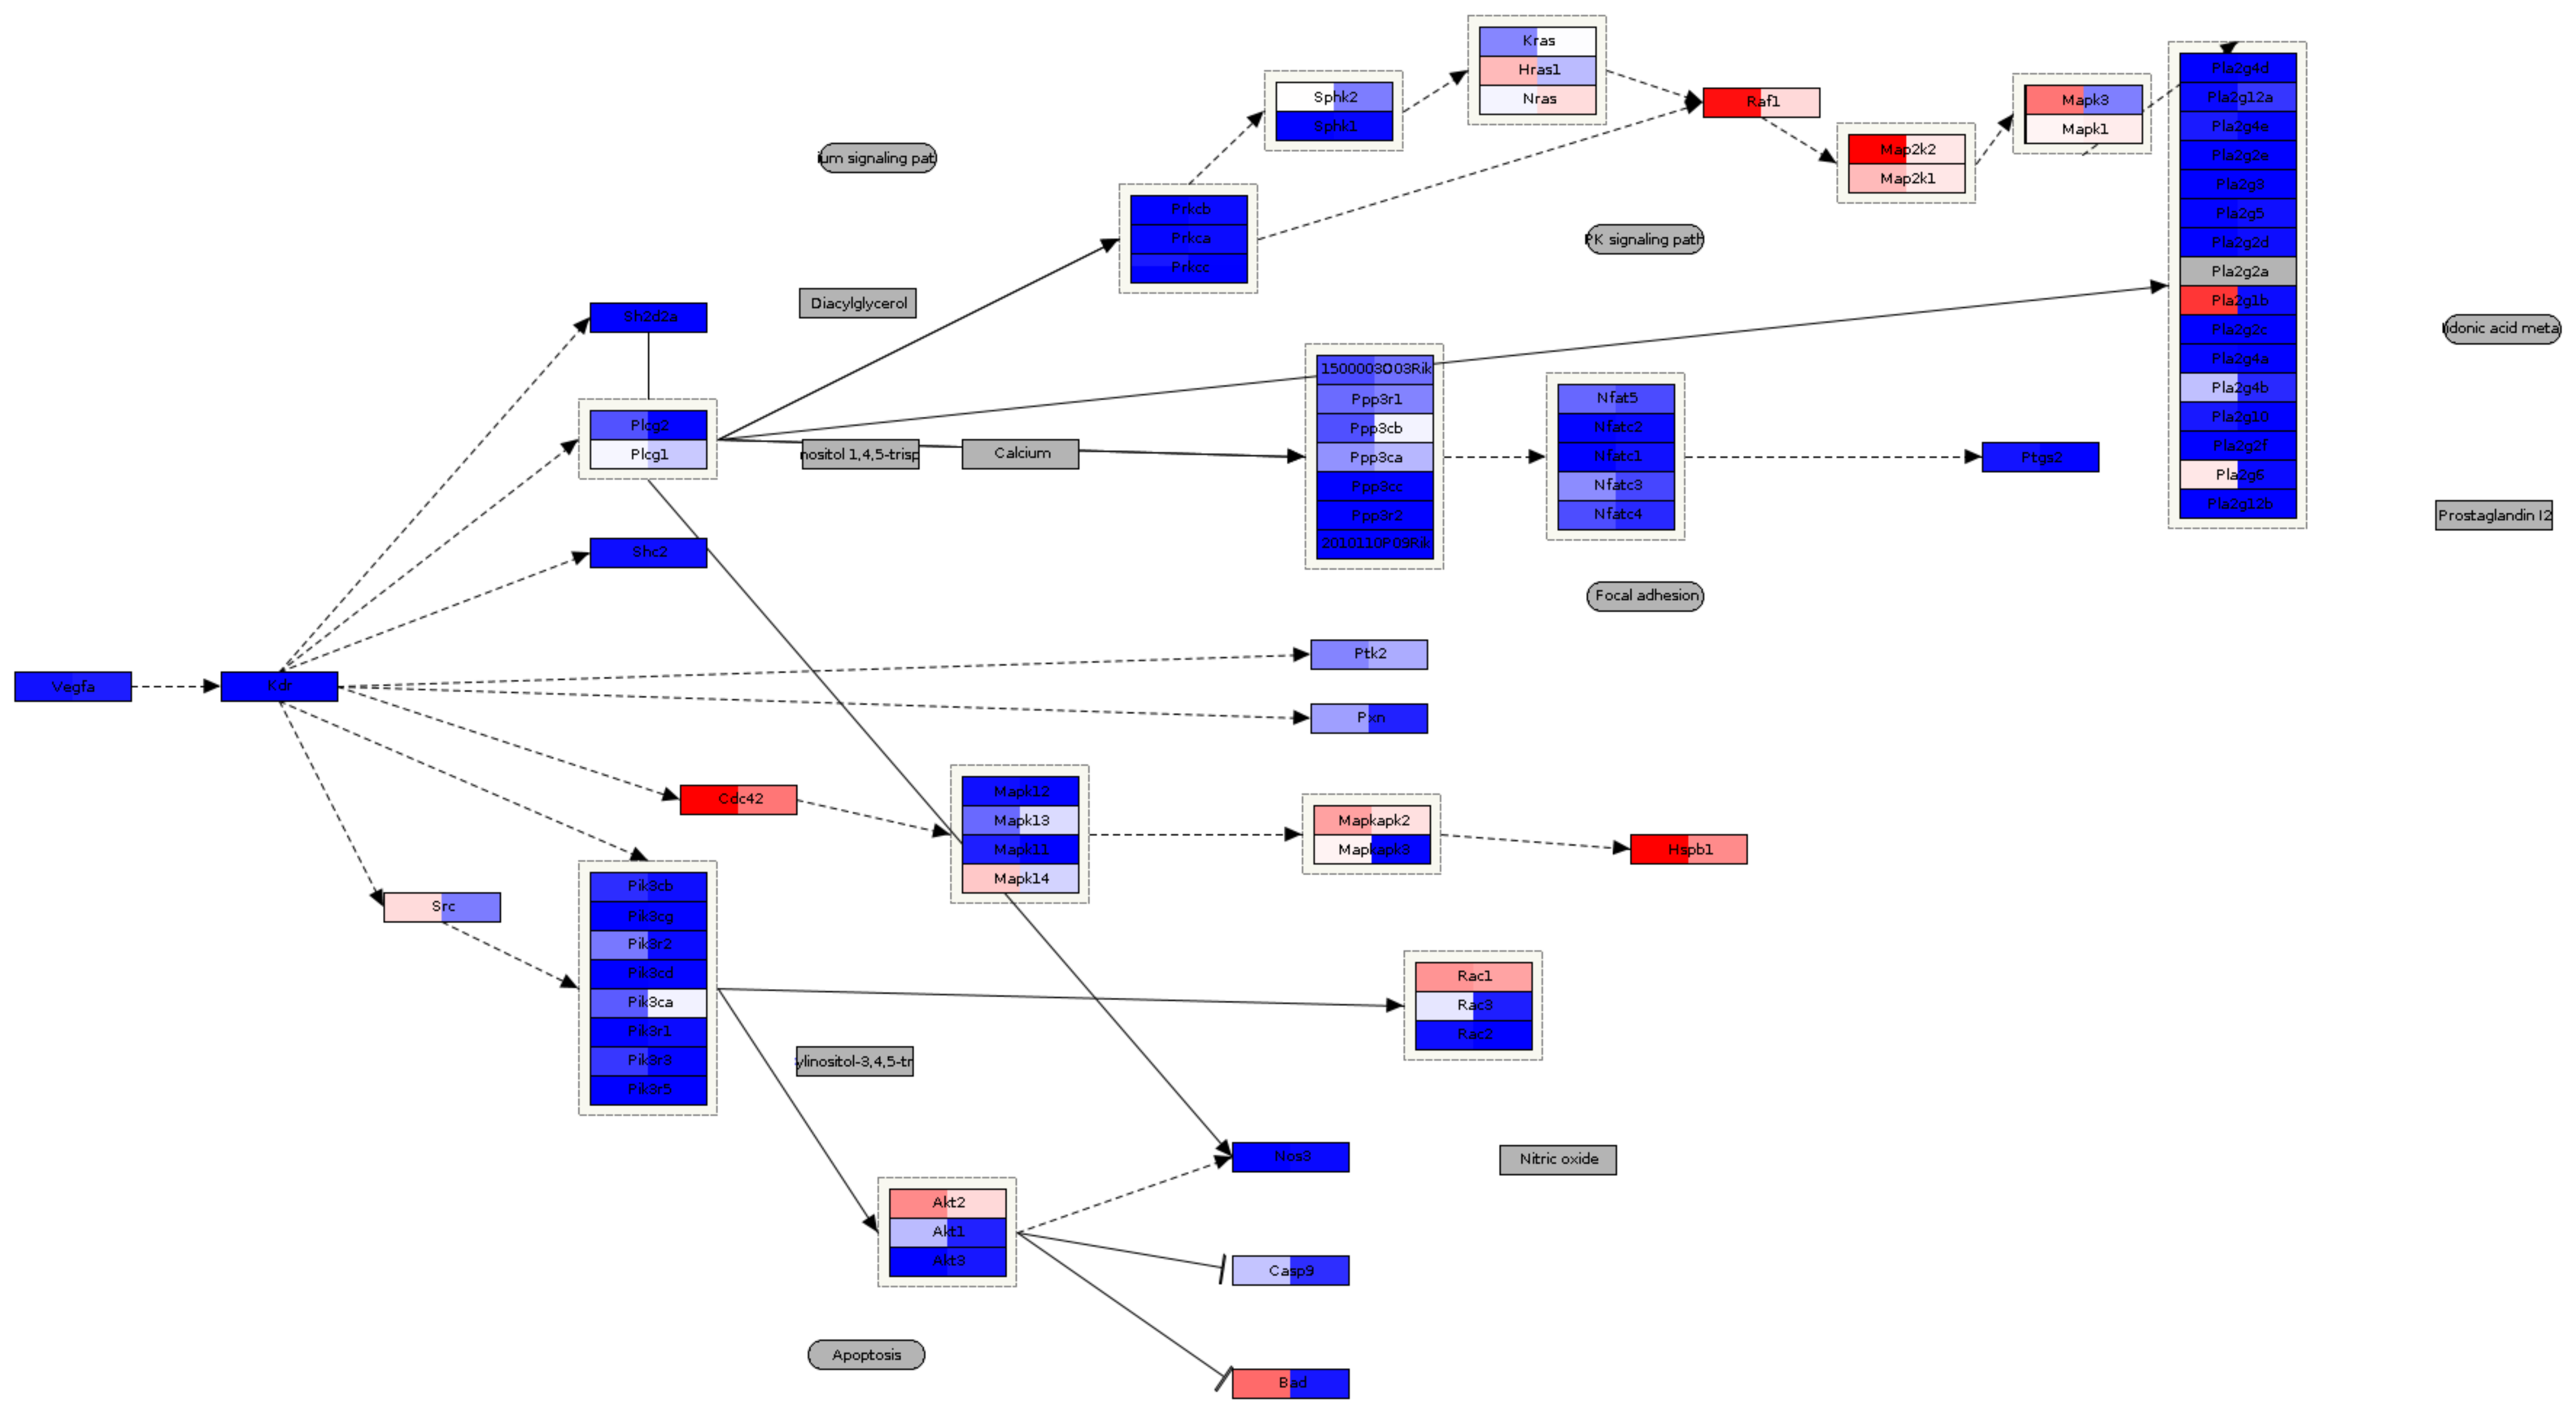 Kras
Hras1
Nras
Sphk2
Sphk1
Raf1
Mapk3
Mapk1
Map2k2
Map2k1
Pla2g4d
Pla2g12a
Pla2g4e
Pla2g2e
Pla2g3
Pla2g5
Pla2g2d
Pla2g2a
Pla2g1b
Pla2g2c
Pla2g4a
Pla2g4b
Pla2g10
Pla2g2f
Pla2g6
Pla2g12b
ium signaling pat
Prkcb
Prkca
Prkcc
PK signaling path
Diacylglycerol
Sh2d2a
idonic acid meta
Plcg2
Plcg1
nositol 1,4,5-trisp
Calcium
1500003O03Rik
Ppp3r1
Ppp3cb
Ppp3ca
Ppp3cc
Ppp3r2
2010110P09Rik
Nfat5
Nfatc2
Nfatc1
Nfatc3
Nfatc4
Ptgs2
Prostaglandin I2
Shc2
Focal adhesion
Ptk2
Vegfa
Kdr
Pxn
Cdc42
Mapk12
Mapk13
Mapk11
Mapk14
Mapkapk2
Mapkapk3
Hspb1
Src
Pik3cb
Pik3cg
Pik3r2
Pik3cd
Pik3ca
Pik3r1
Pik3r3
Pik3r5
Rac1
Rac3
Rac2
ylinositol-3,4,5-tr
Nos3
Nitric oxide
Akt2
Akt1
Akt3
Casp9
Apoptosis
Bad